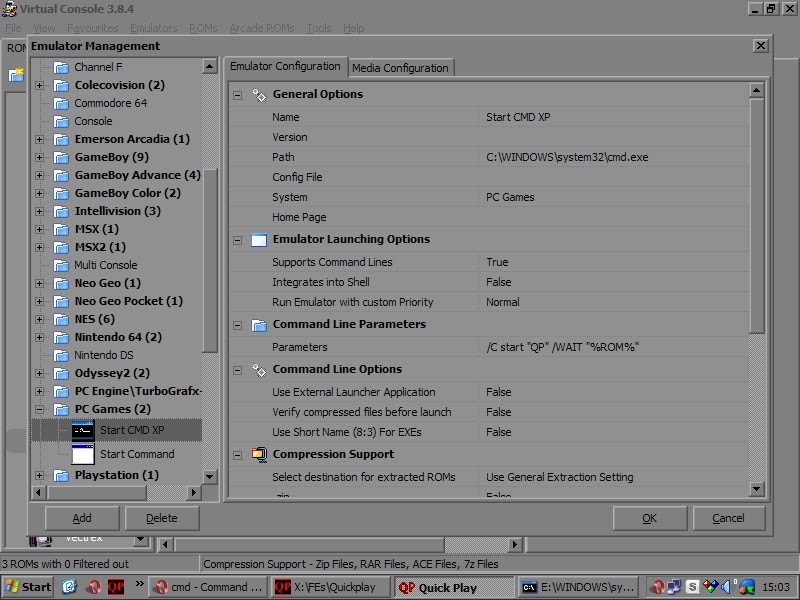 Virtual Console 3.8.4
File View Favourites Emulators ROMs Arcade ROMs Tools Help
ROM
Emulator Management
Channel F
Colecovision (2)
Commodore 64
Console
Emerson Arcadia (1)
GameBoy (9)
GameBoy Advance (4)
GameBoy Color (2)
Intellivision (3)
MSX (1)
MSX2 (1)
Multi Console
Neo Geo (1)
Neo Geo Pocket (1)
NES (6)
Nintendo 64 (2)
Nintendo DS
Odyssey2 (2)
PC Engine\TurboGrafx-
PC Games (2)
Start CMD XP
Start Command
Playstation (1)
Add Delete
Emulator Configuration Media Configuration
General Options
Name Start CMD XP
Version
Path C:\WINDOWS\system32\cmd.exe
Config File
System PC Games
Home Page
Emulator Launching Options
Supports Command Lines True
Integrates into Shell False
Run Emulator with custom Priority Normal
Command Line Parameters
Parameters /C start "QP" /WAIT "%ROM%"
Command Line Options
Use External Launcher Application False
Verify compressed files before launch False
Use Short Name (8:3) For EXEs False
Compression Support
Select destination for extracted ROMs Use General Extraction Setting
.zip False
OK Cancel
Vectrex
3 ROMs with 0 Filtered out Compression Support - Zip Files, RAR Files, ACE Files, 7z Files
Start QP » cmd - Command ... QP X:\FEs\Quickplay QP Quick Play E:\WINDOWS\sy... S 15:03